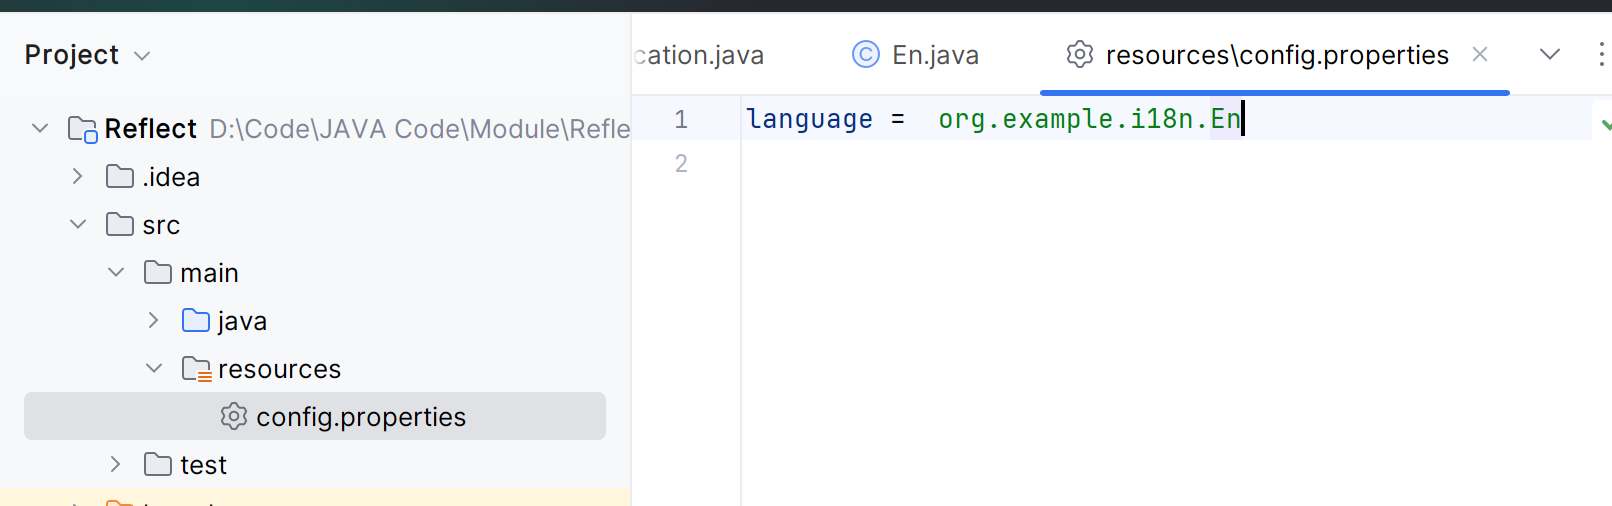 Project
cation.java
En.java
resources\config.properties
Reflect D:\Code\JAVA Code\Module\Refle
.idea
src
main
java
resources
config.properties
test
1 language =  org.example.i18n.En
2